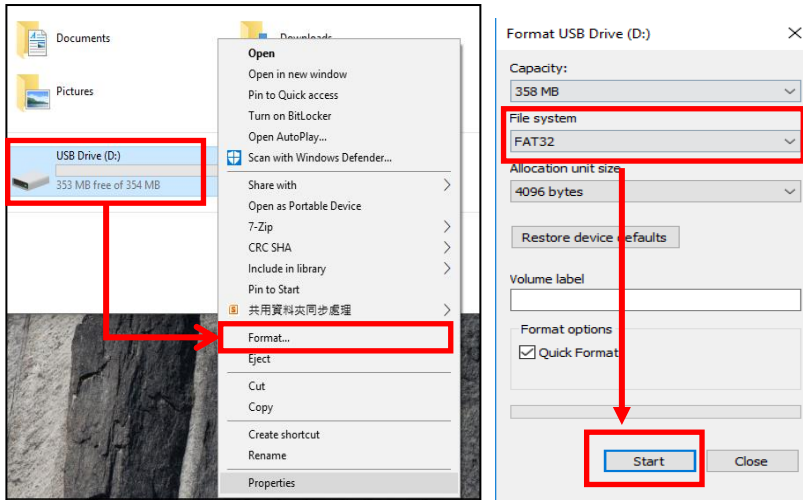 Documents
Downloads
Pictures
USB Drive (D:)
353 MB free of 354 MB
Open
Open in new window
Pin to Quick access
Turn on BitLocker
Open AutoPlay...
Scan with Windows Defender...
Share with
Open as Portable Device
7-Zip
CRC SHA
Include in library
Pin to Start
共用資料夾同步處理
Format...
Eject
Cut
Copy
Create shortcut
Rename
Properties
Format USB Drive (D:)
Capacity:
358 MB
File system
FAT32
Allocation unit size
4096 bytes
Restore device defaults
Volume label
Format options
Quick Format
Start
Close